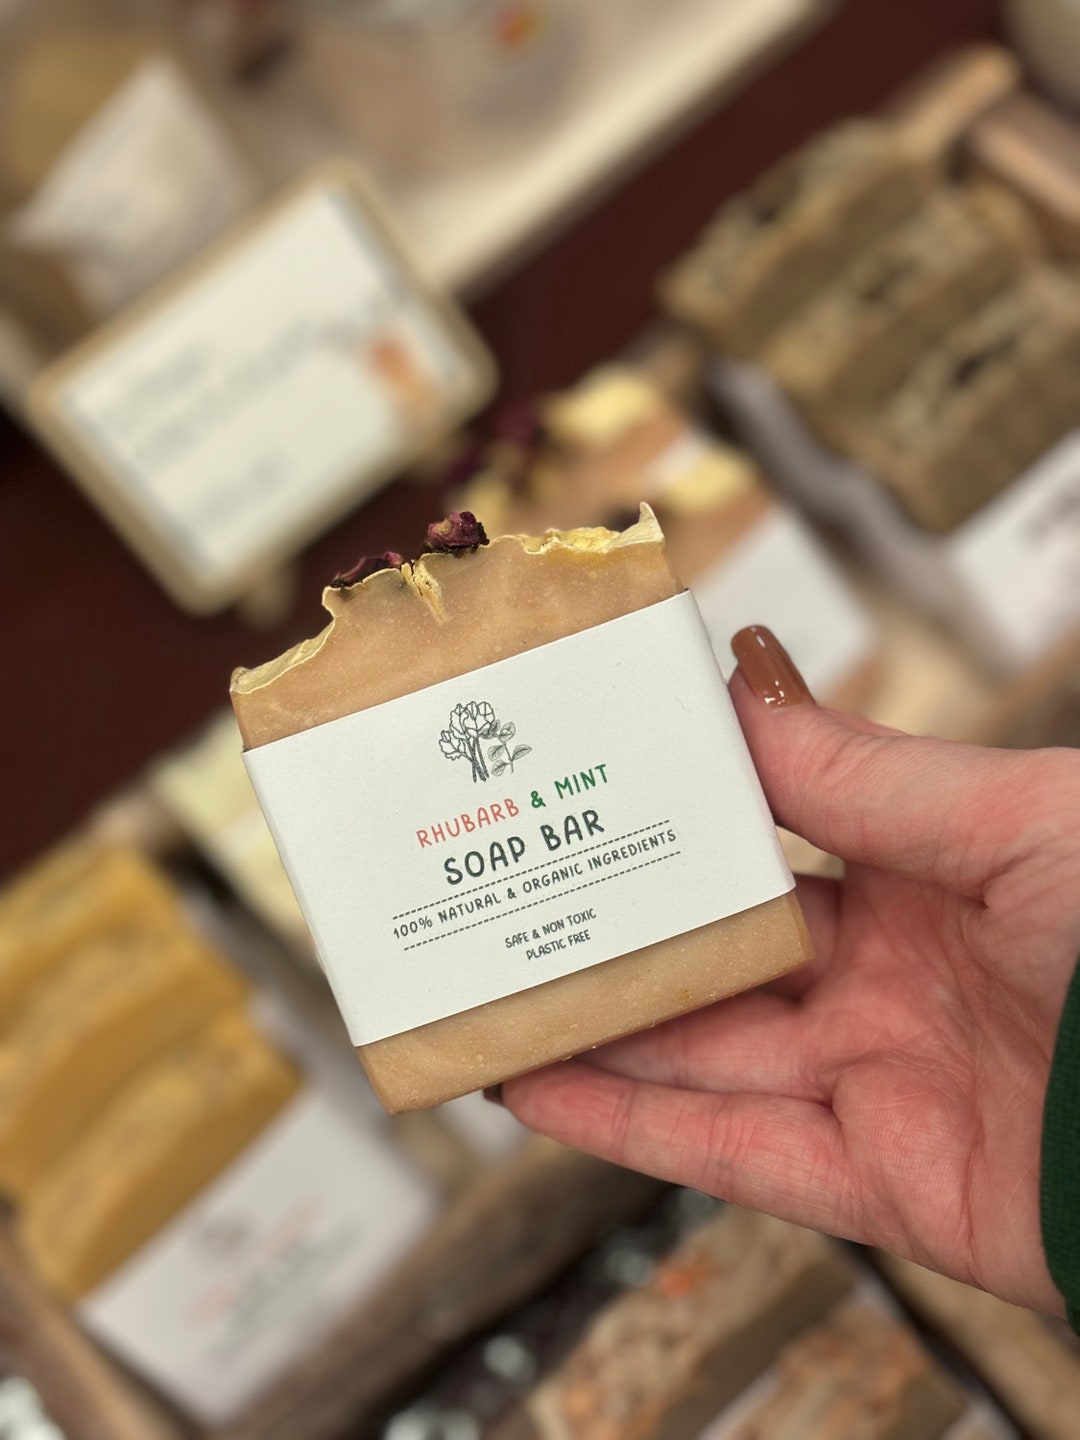 RHUBARB & MINT
SOAP BAR
100% NATURAL & ORGANIC INGREDIENTS
SAFE & NON TOXIC
PLASTIC FREE